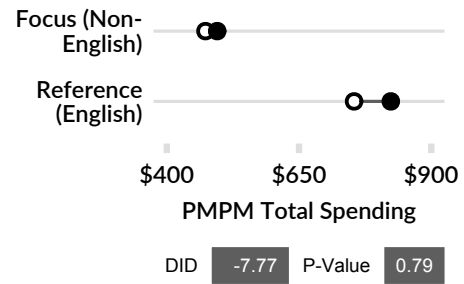 Focus (Non-
English)
Reference
(English)
$400 $650 $900
PMPM Total Spending
DID -7.77 P-Value 0.79